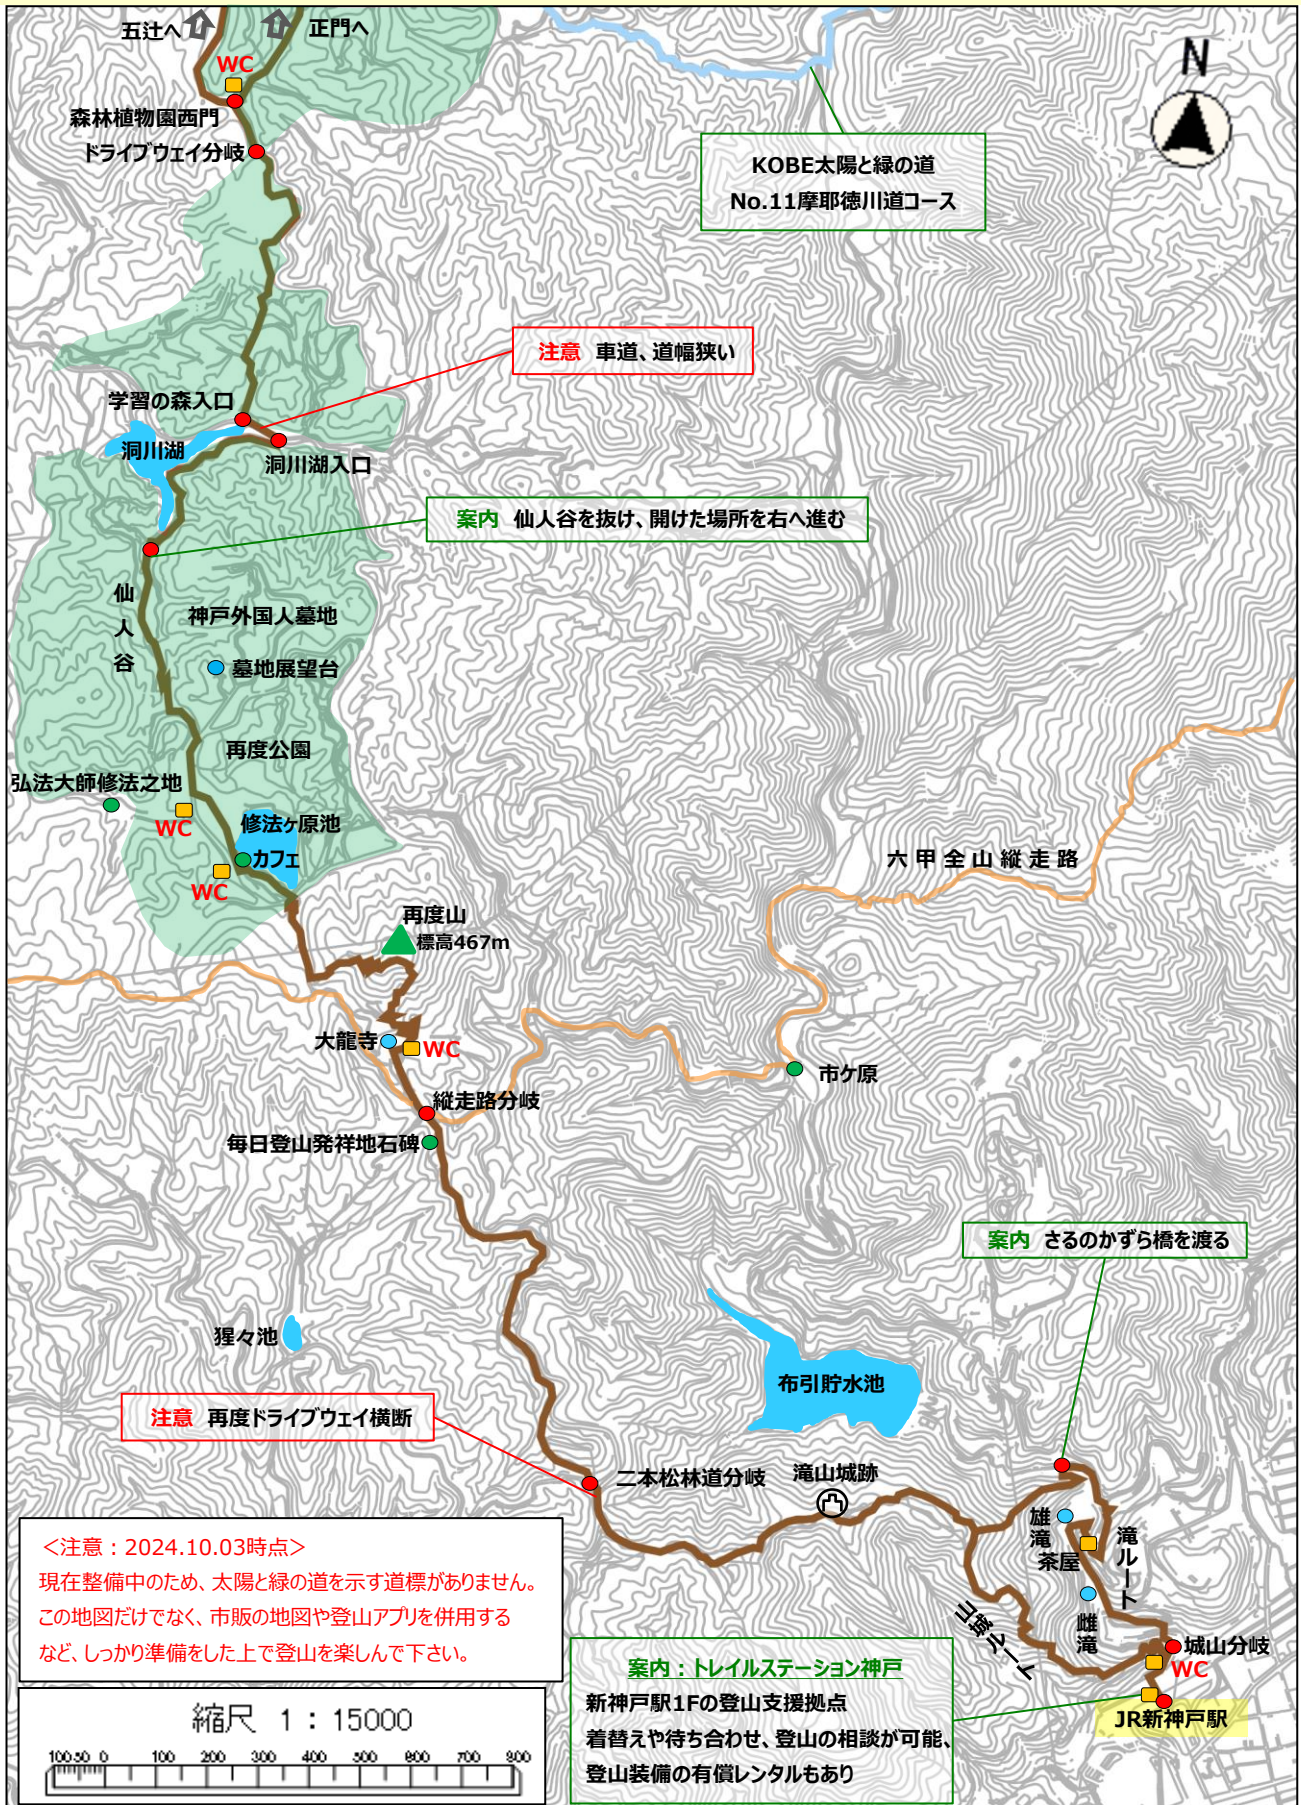 五辻へ
正門へ
N
WC
森林植物園西門
ドライブウェイ分岐
KOBE太陽と緑の道
No.11摩耶徳川道コース
注意 車道、道幅狭い
学習の森入口
洞川湖
洞川湖入口
案内 仙人谷を抜け、開けた場所を右へ進む
仙人谷
神戸外国人墓地
墓地展望台
再度公園
弘法大師修法之地
WC
修法ヶ原池
カフェ
WC
六甲全山縦走路
再度山
標高467m
大龍寺
WC
市ケ原
縦走路分岐
毎日登山発祥地石碑
案内 さるのかずら橋を渡る
猩々池
布引貯水池
注意 再度ドライブウェイ横断
二本松林道分岐
滝山城跡
雄滝
茶屋
滝ルート
雌滝
山城ルート
城山分岐
WC
JR新神戸駅
<注意:2024.10.03時点>
現在整備中のため、太陽と緑の道を示す道標がありません。
この地図だけでなく、市販の地図や登山アプリを併用する
など、しっかり準備をした上で登山を楽しんで下さい。
案内:トレイルステーション神戸
新神戸駅1Fの登山支援拠点
着替えや待ち合わせ、登山の相談が可能、
登山装備の有償レンタルもあり
縮尺 1:15000
100 50 0 100 200 300 400 500 600 700 800